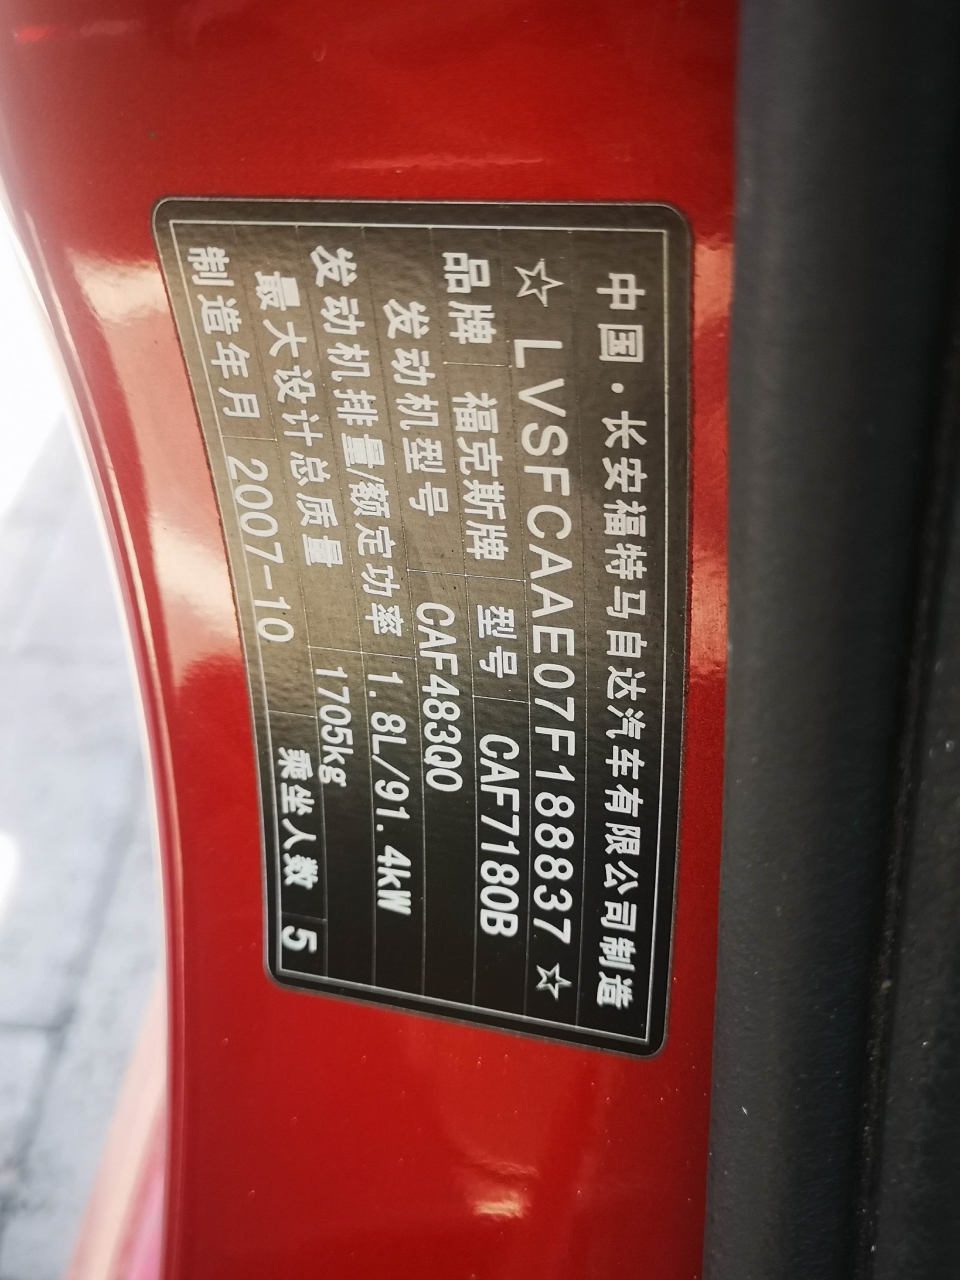 中国·长安福特马自达汽车有限公司制造
☆ LVSFCAAE07F188837 ☆
品牌 福克斯牌 型号 CAF7180B
发动机型号 CAF483Q0
发动机排量/额定功率 1.8L/91.4kW
最大设计总质量 1705kg
制造年月 2007-10 乘坐人数 5